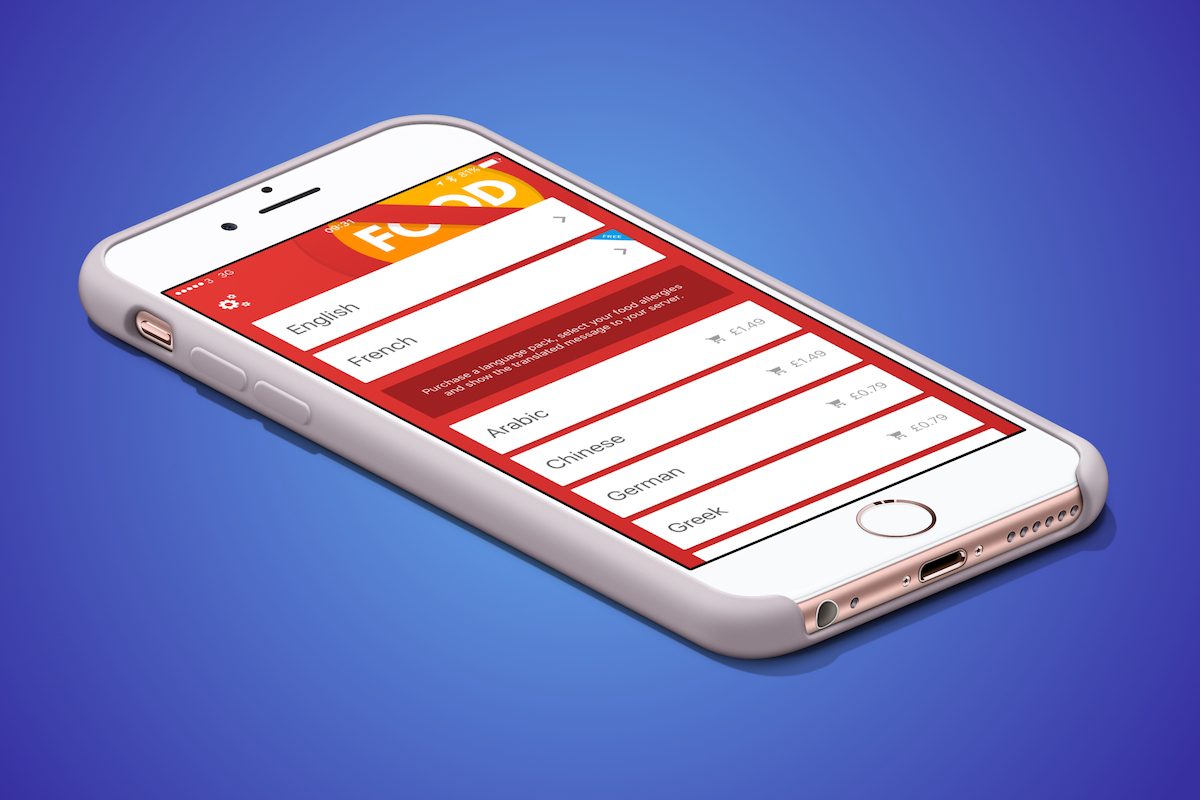 3 3G
09:31
81%
FOOD
English
FREE
French
Purchase a language pack, select your food allergies
and show the translated message to your server.
Arabic
£1.49
Chinese
£1.49
German
£0.79
Greek
£0.79